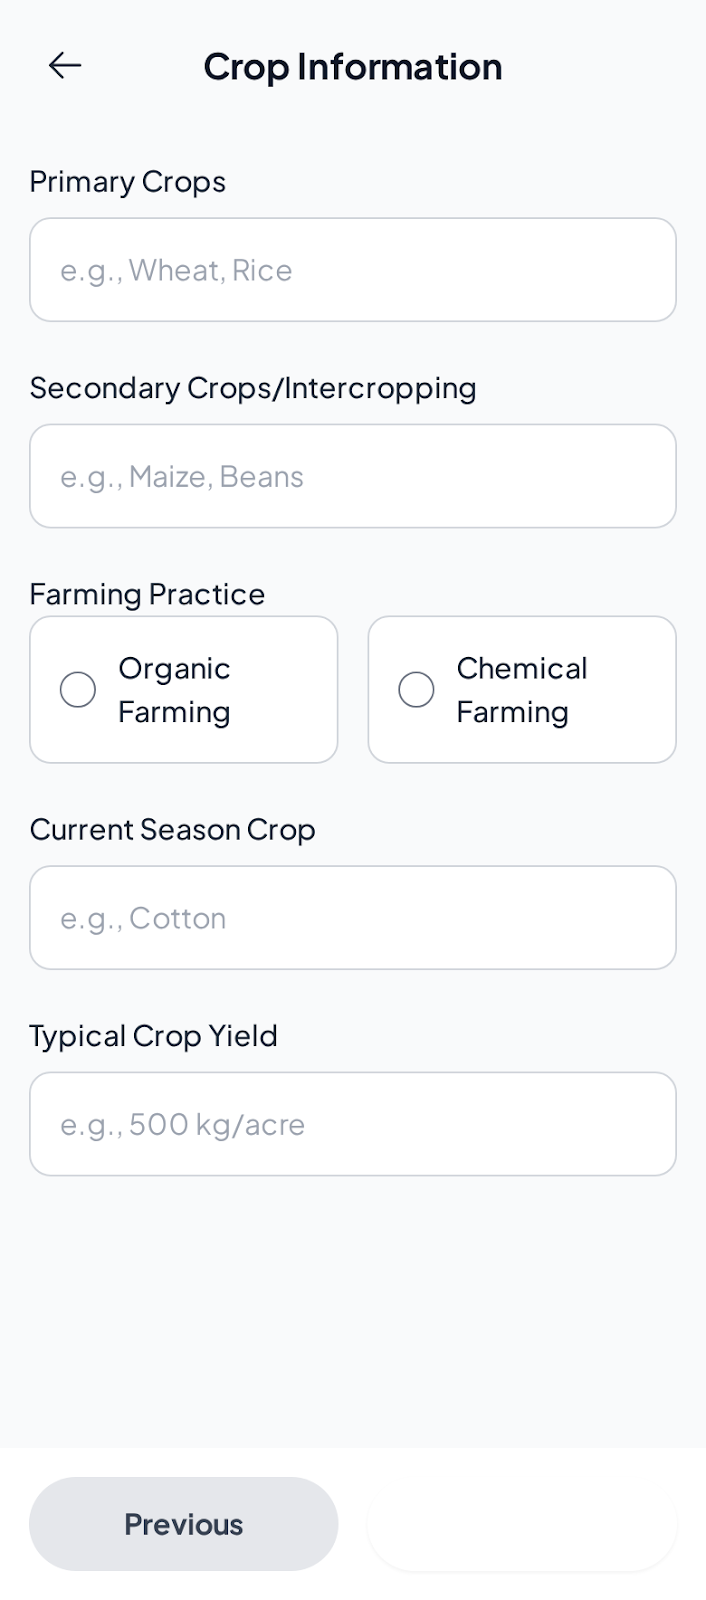 Crop Information
Primary Crops
e.g., Wheat, Rice
Secondary Crops/Intercropping
e.g., Maize, Beans
Farming Practice
Organic
Farming
Chemical
Farming
Current Season Crop
e.g., Cotton
Typical Crop Yield
e.g., 500 kg/acre
Previous